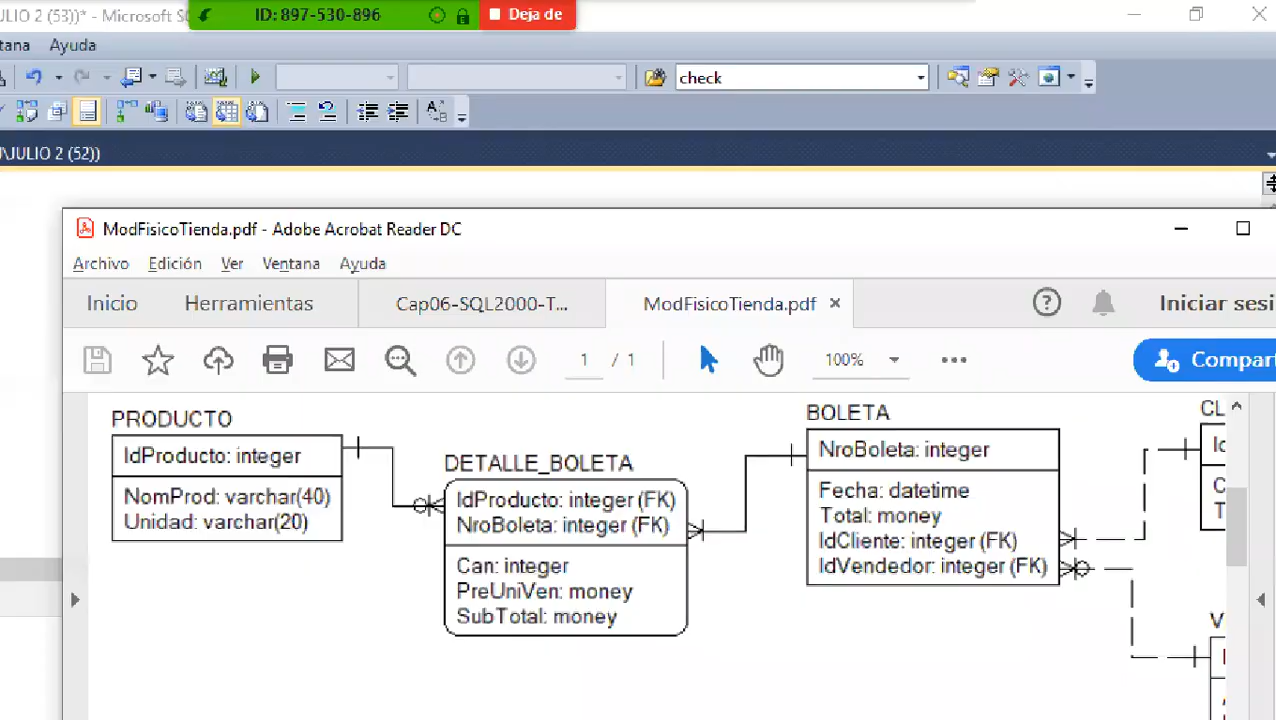 JULIO 2 (53))* - Microsoft S
ID: 897-530-896
Deja de
tana Ayuda
check
\JULIO 2 (52))
ModFisicoTienda.pdf - Adobe Acrobat Reader DC
Archivo Edición Ver Ventana Ayuda
Inicio Herramientas Cap06-SQL2000-T... ModFisicoTienda.pdf × Iniciar sesi
1 / 1 100% Compart
PRODUCTO
IdProducto: integer
NomProd: varchar(40)
Unidad: varchar(20)
DETALLE_BOLETA
IdProducto: integer (FK)
NroBoleta: integer (FK)
Can: integer
PreUniVen: money
SubTotal: money
BOLETA
NroBoleta: integer
Fecha: datetime
Total: money
IdCliente: integer (FK)
IdVendedor: integer (FK)
CL
C
T
V